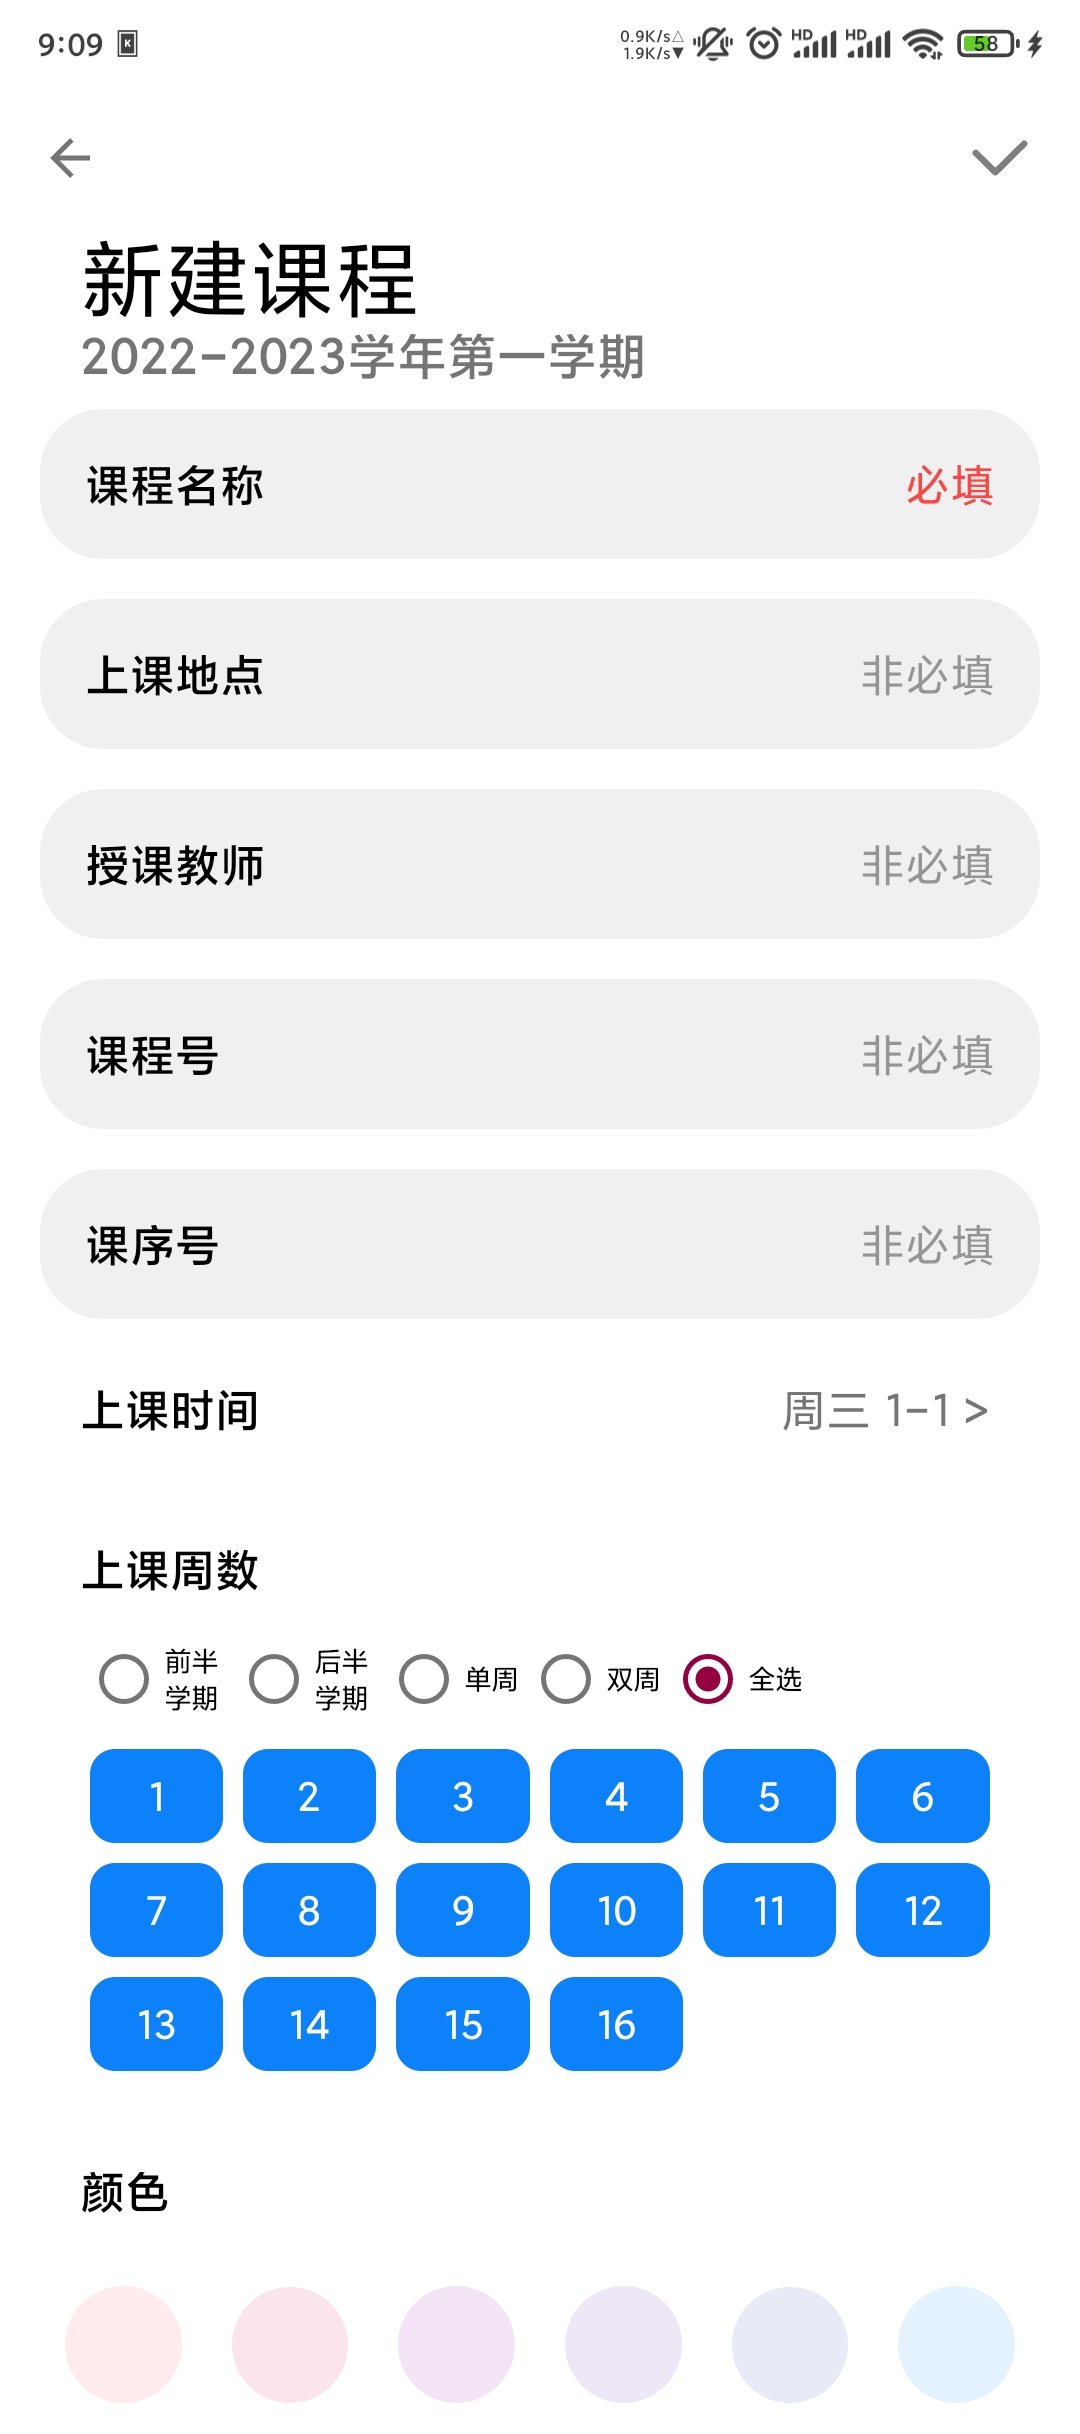 9:09 K 0.9K/s△ HD HD 58
1.9K/s▼
新建课程
2022-2023学年第一学期
课程名称 必填
上课地点 非必填
授课教师 非必填
课程号 非必填
课序号 非必填
上课时间 周三 1-1 >
上课周数
前半学期 后半学期 单周 双周 全选
1 2 3 4 5 6
7 8 9 10 11 12
13 14 15 16
颜色